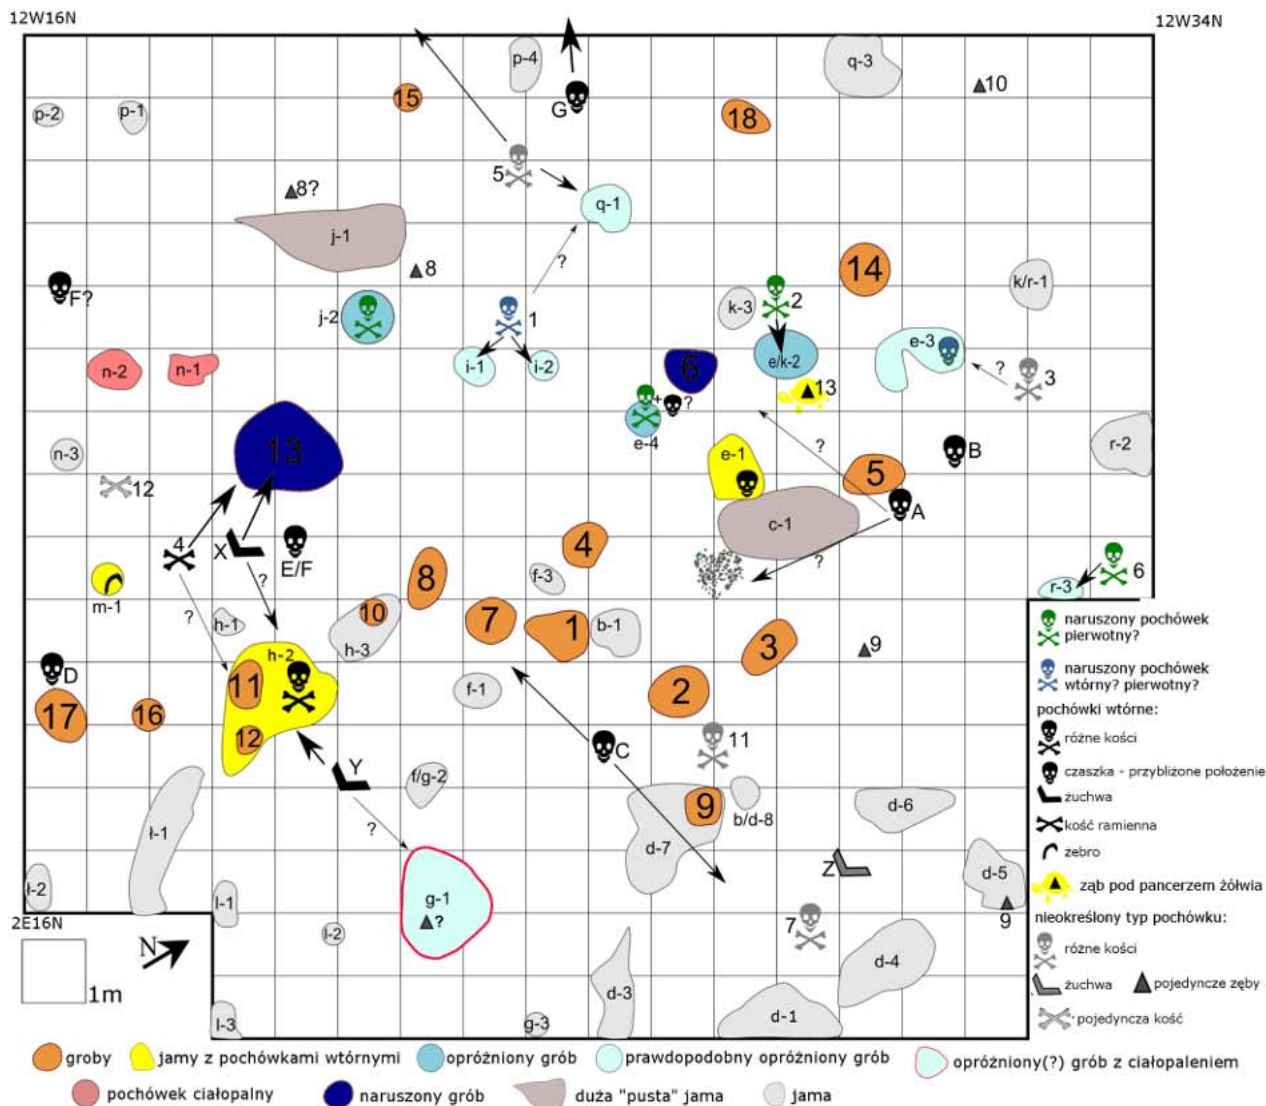 12W16N
12W34N
p-4
q-3
10
15
G
p-2
p-1
18
5
8?
q-1
j-1
8
?
14
F?
k/r-1
k-3
2
j-2
1
e-3
e/k-2
i-1
i-2
6
n-2
n-1
?
3
13
+
?
e-4
?
r-2
n-3
13
e-1
B
5
12
A
c-1
4
X
4
E/F
?
6
?
8
f-3
m-1
r-3
10
7
1
b-1
h-1
?
3
9
h-3
h-2
D
11
f-1
2
17
16
12
11
C
Y
f/g-2
9
d-6
b/d-8
ł-1
?
d-7
Z
d-5
ł-2
l-1
g-1
?
9
7
2E16N
l-2
d-4
N
d-3
1m
l-3
g-3
d-1
naruszony pochówek
pierwotny?
naruszony pochówek
wtórny? pierwotny?
pochówki wtórne:
różne kości
czaszka - przybliżone położenie
żuchwa
kość ramienna
żebro
ząb pod pancerzem żółwia
nieokreślony typ pochówku:
różne kości
żuchwa
pojedyncze zęby
pojedyncza kość
groby
jamy z pochówkami wtórnymi
opróżniony grób
prawdopodobny opróżniony grób
opróżniony(?) grób z ciałopaleniem
pochówek ciałopalny
naruszony grób
duża "pusta" jama
jama